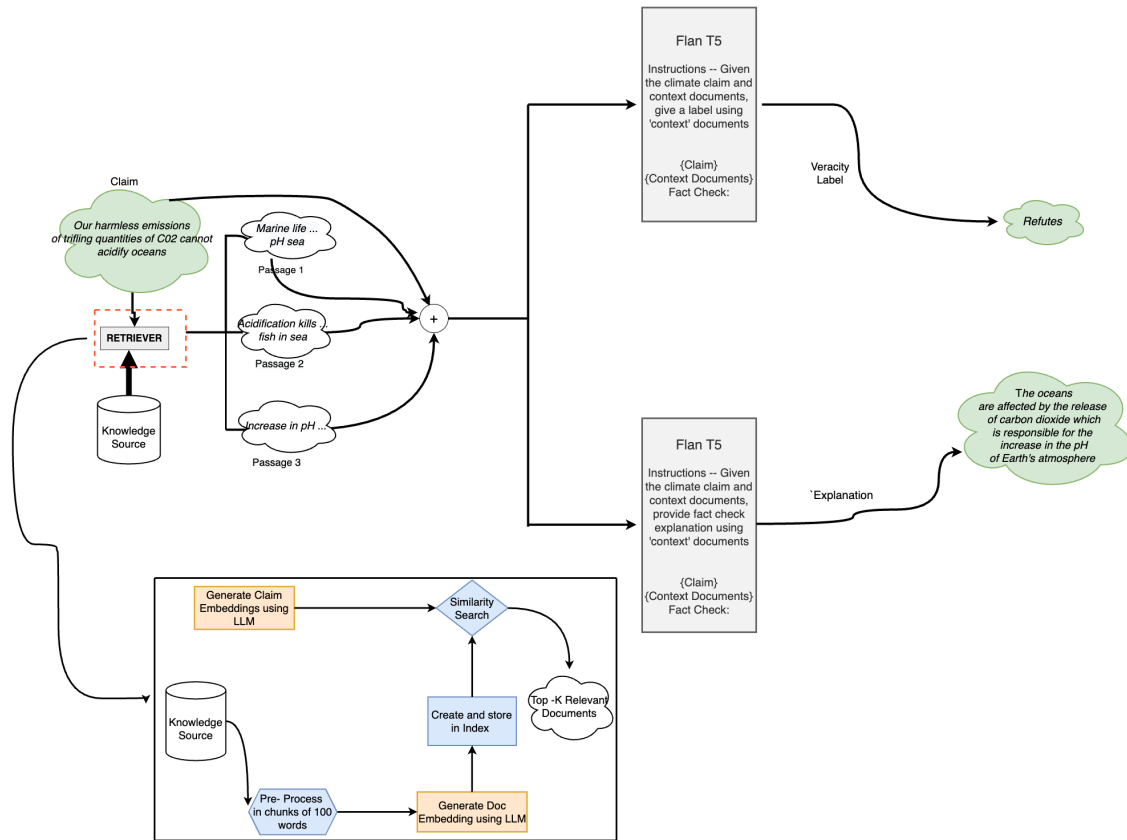 Flan T5
Instructions -- Given
the climate claim and
context documents,
give a label using
'context' documents
{Claim}
{Context Documents}
Fact Check:
Veracity
Label
Refutes
Claim
Our harmless emissions
of trifling quantities of C02 cannot
acidify oceans
RETRIEVER
Knowledge
Source
Marine life ...
pH sea
Passage 1
Acidification kills ...
fish in sea
Passage 2
Increase in pH ...
Passage 3
+
Flan T5
Instructions -- Given
the climate claim and
context documents,
provide fact check
explanation using
'context' documents
{Claim}
{Context Documents}
Fact Check:
`Explanation
The oceans
are affected by the release
of carbon dioxide which
is responsible for the
increase in the pH
of Earth's atmosphere
Generate Claim
Embeddings using
LLM
Similarity
Search
Knowledge
Source
Create and store
in Index
Top -K Relevant
Documents
Pre- Process
in chunks of 100
words
Generate Doc
Embedding using LLM